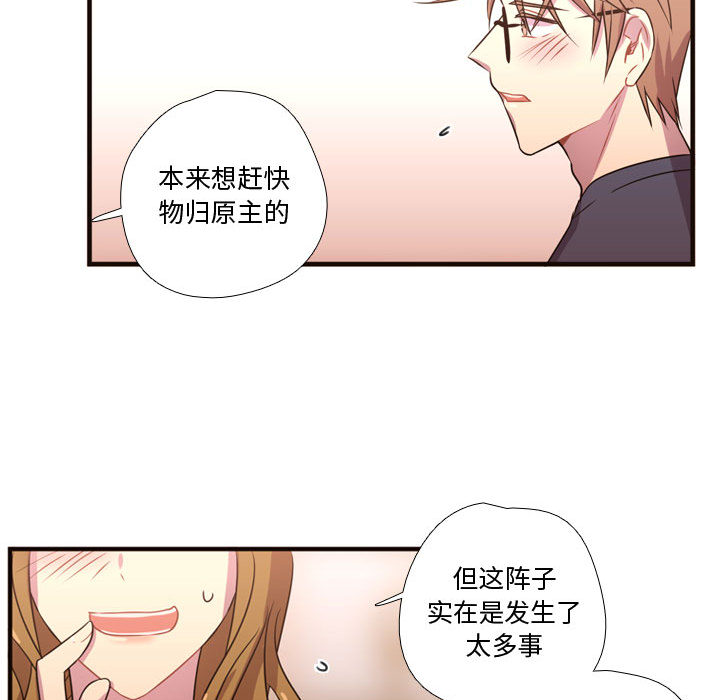 本来想赶快
物归原主的
但这阵子
实在是发生了
太多事